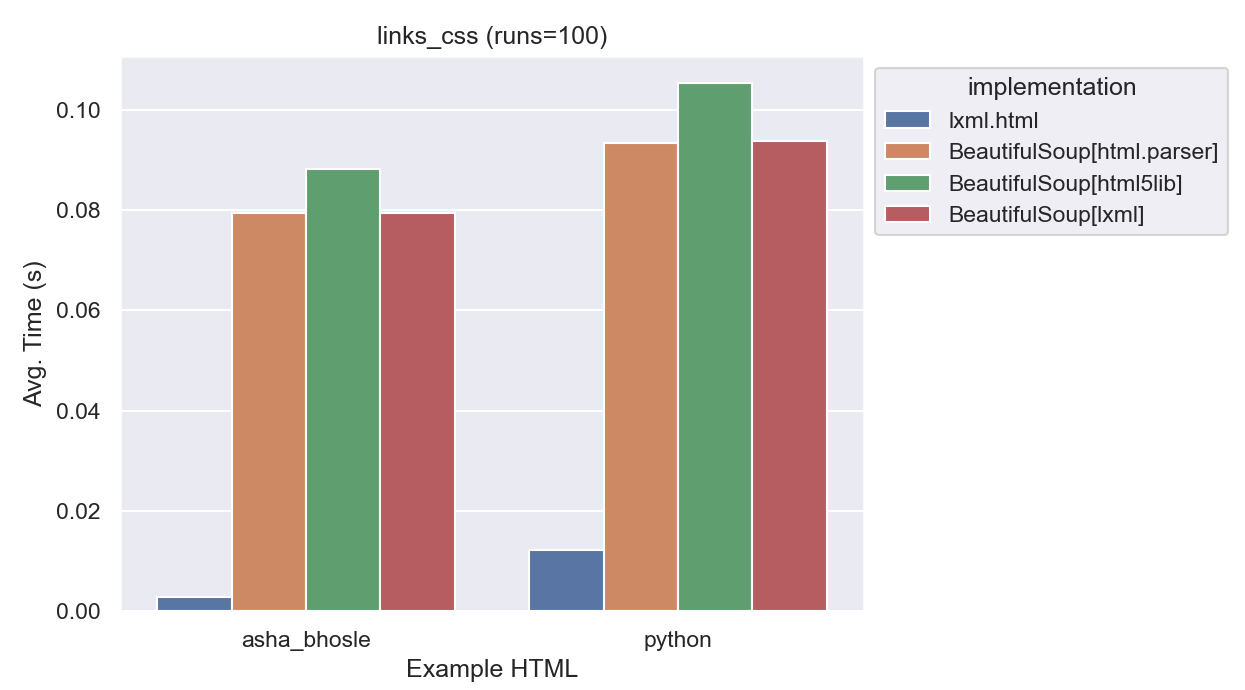 links_css (runs=100)
implementation
lxml.html
BeautifulSoup[html.parser]
BeautifulSoup[html5lib]
BeautifulSoup[lxml]
Avg. Time (s)
0.10
0.08
0.06
0.04
0.02
0.00
asha_bhosle
python
Example HTML